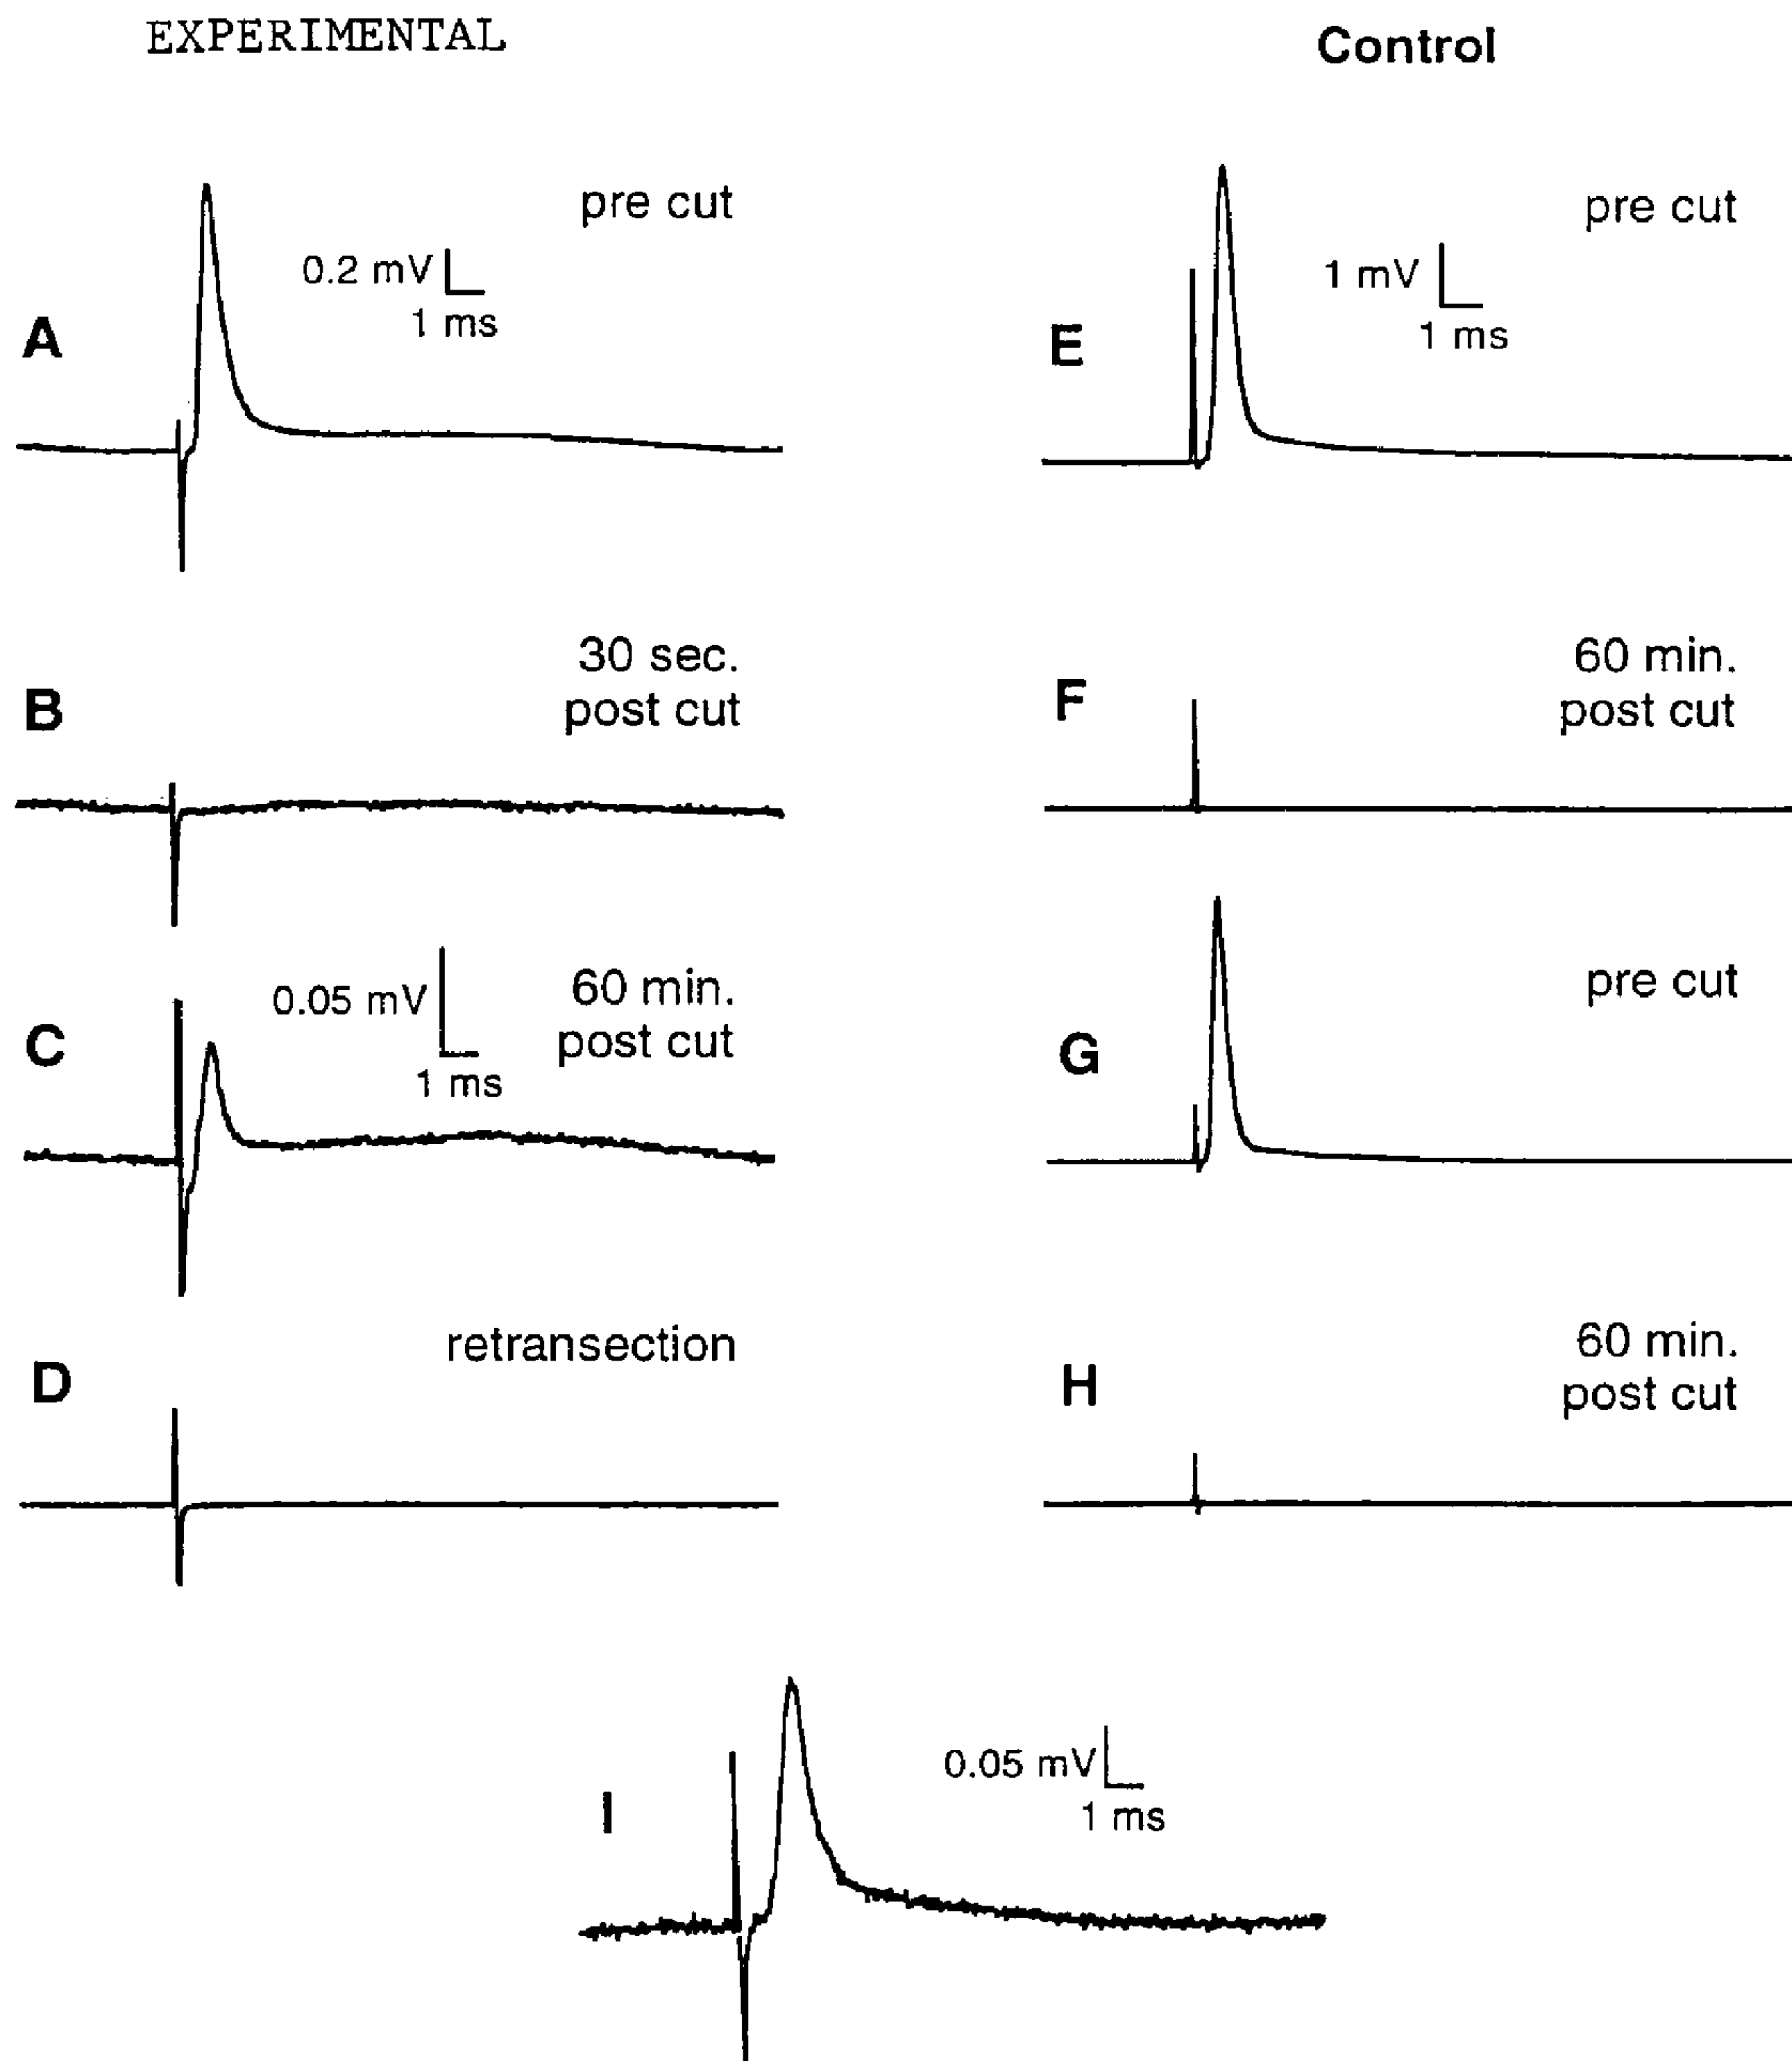 EXPERIMENTAL
Control
A
pre cut
0.2 mV
1 ms
E
pre cut
1 mV
1 ms
B
30 sec.
post cut
F
60 min.
post cut
C
0.05 mV
1 ms
60 min.
post cut
G
pre cut
D
retransection
H
60 min.
post cut
I
0.05 mV
1 ms